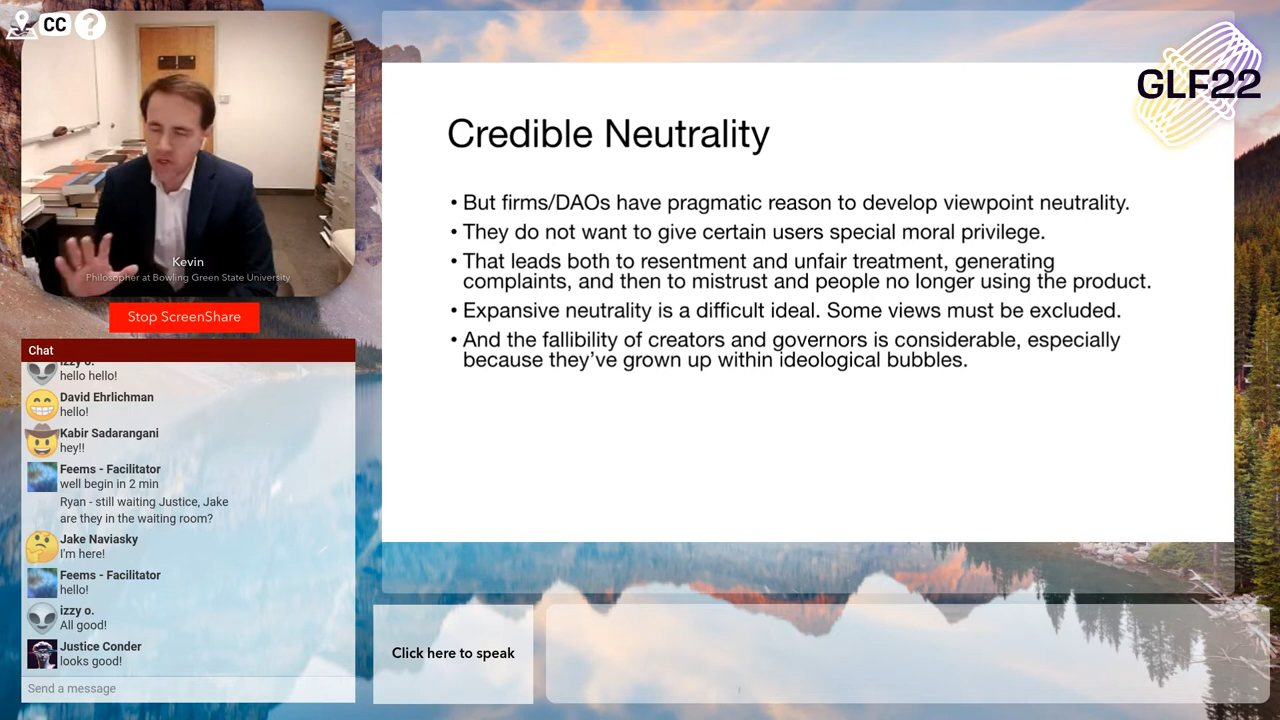 CC
?
Kevin
Philosopher at Bowling Green State University
Stop ScreenShare
Chat
izzy o.
hello hello!
David Ehrlichman
hello!
Kabir Sadarangani
hey!!
Feems - Facilitator
well begin in 2 min
Ryan - still waiting Justice, Jake
are they in the waiting room?
Jake Naviasky
I'm here!
Feems - Facilitator
hello!
izzy o.
All good!
Justice Conder
looks good!
Send a message
GLF22
Credible Neutrality
• But firms/DAOs have pragmatic reason to develop viewpoint neutrality.
• They do not want to give certain users special moral privilege.
• That leads both to resentment and unfair treatment, generating
complaints, and then to mistrust and people no longer using the product.
• Expansive neutrality is a difficult ideal. Some views must be excluded.
• And the fallibility of creators and governors is considerable, especially
because they've grown up within ideological bubbles.
Click here to speak